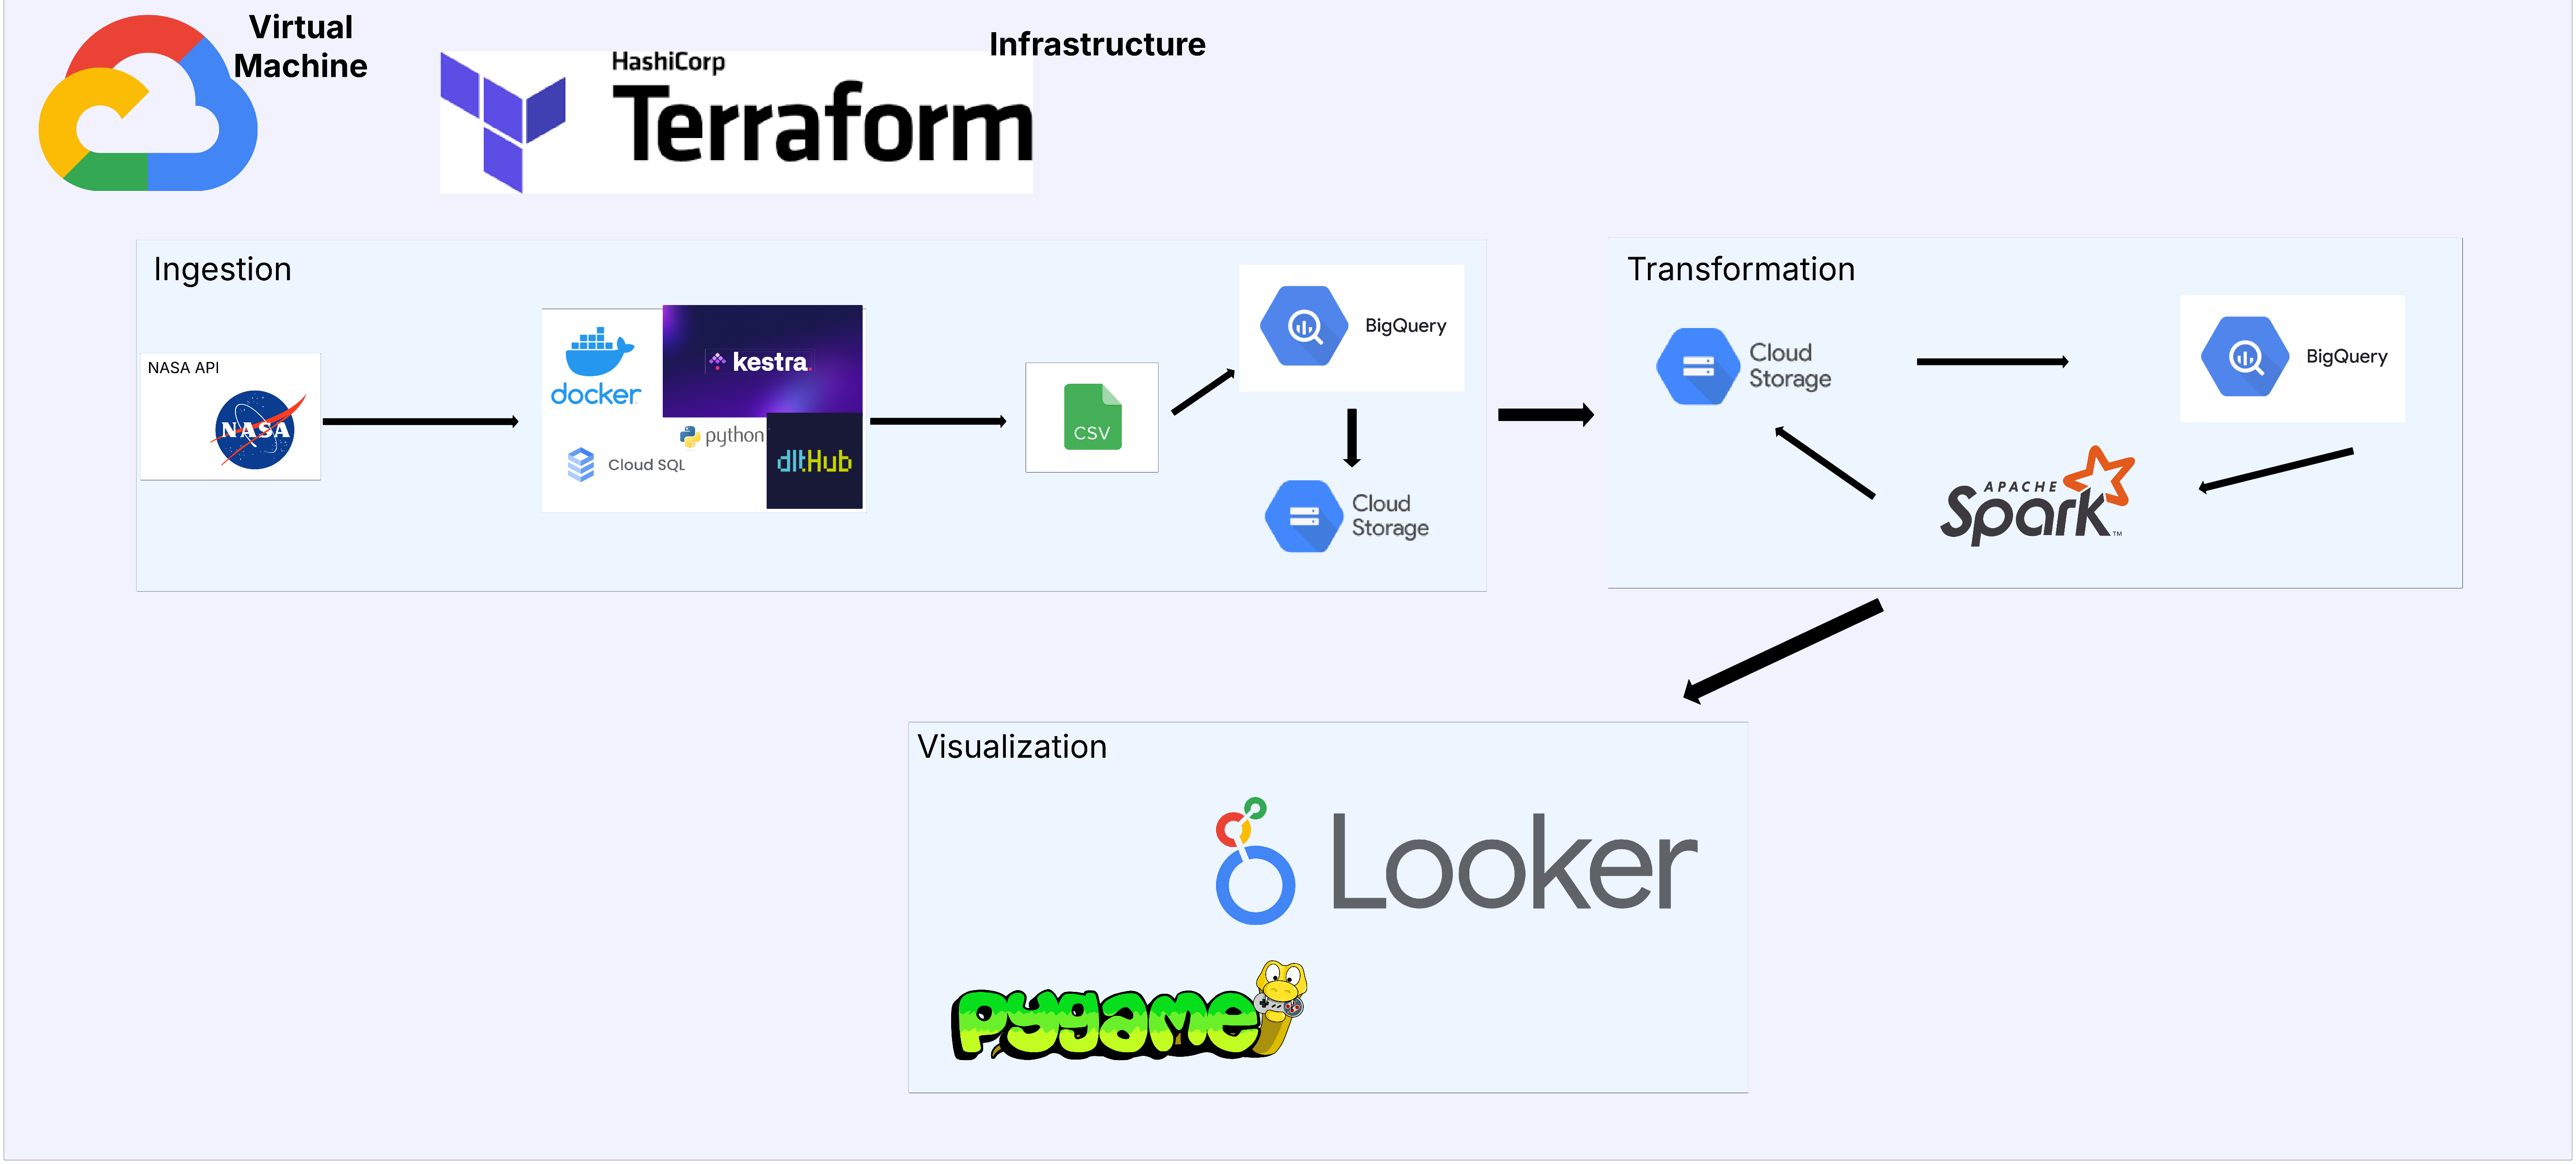 Virtual
Machine
Infrastructure
HashiCorp
Terraform
Ingestion
NASA API
NASA
docker
kestra.
python
Cloud SQL
dltHub
CSV
BigQuery
Cloud
Storage
Transformation
Cloud
Storage
BigQuery
APACHE
Spark™
Visualization
Looker
pygame